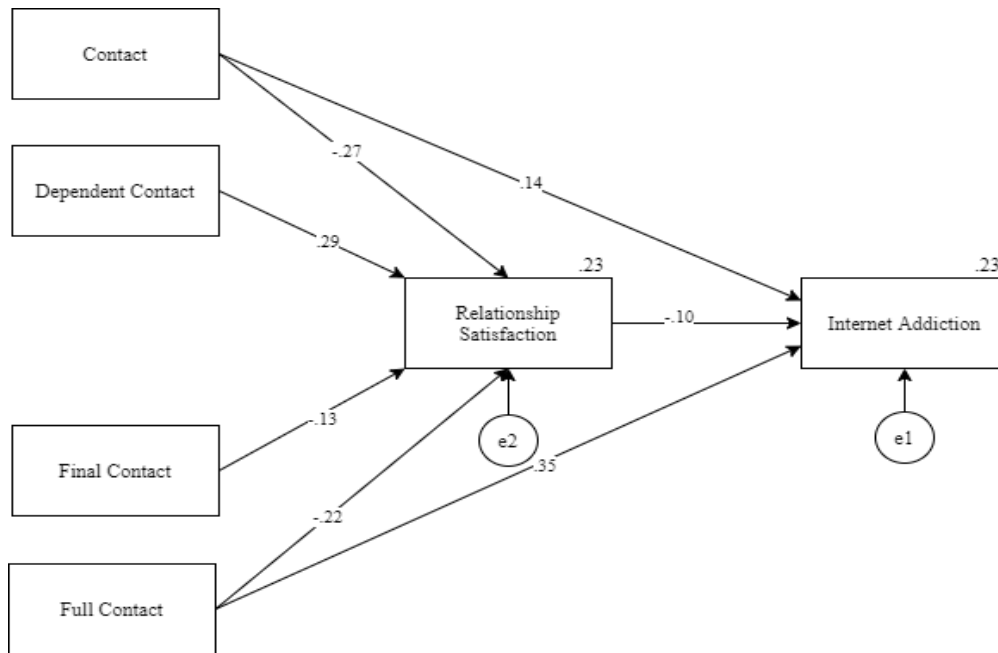 Contact
-.27
.14
Dependent Contact
.29
.23
.23
Relationship
Satisfaction
-.10
Internet Addiction
-.13
e2
e1
Final Contact
.35
-.22
Full Contact